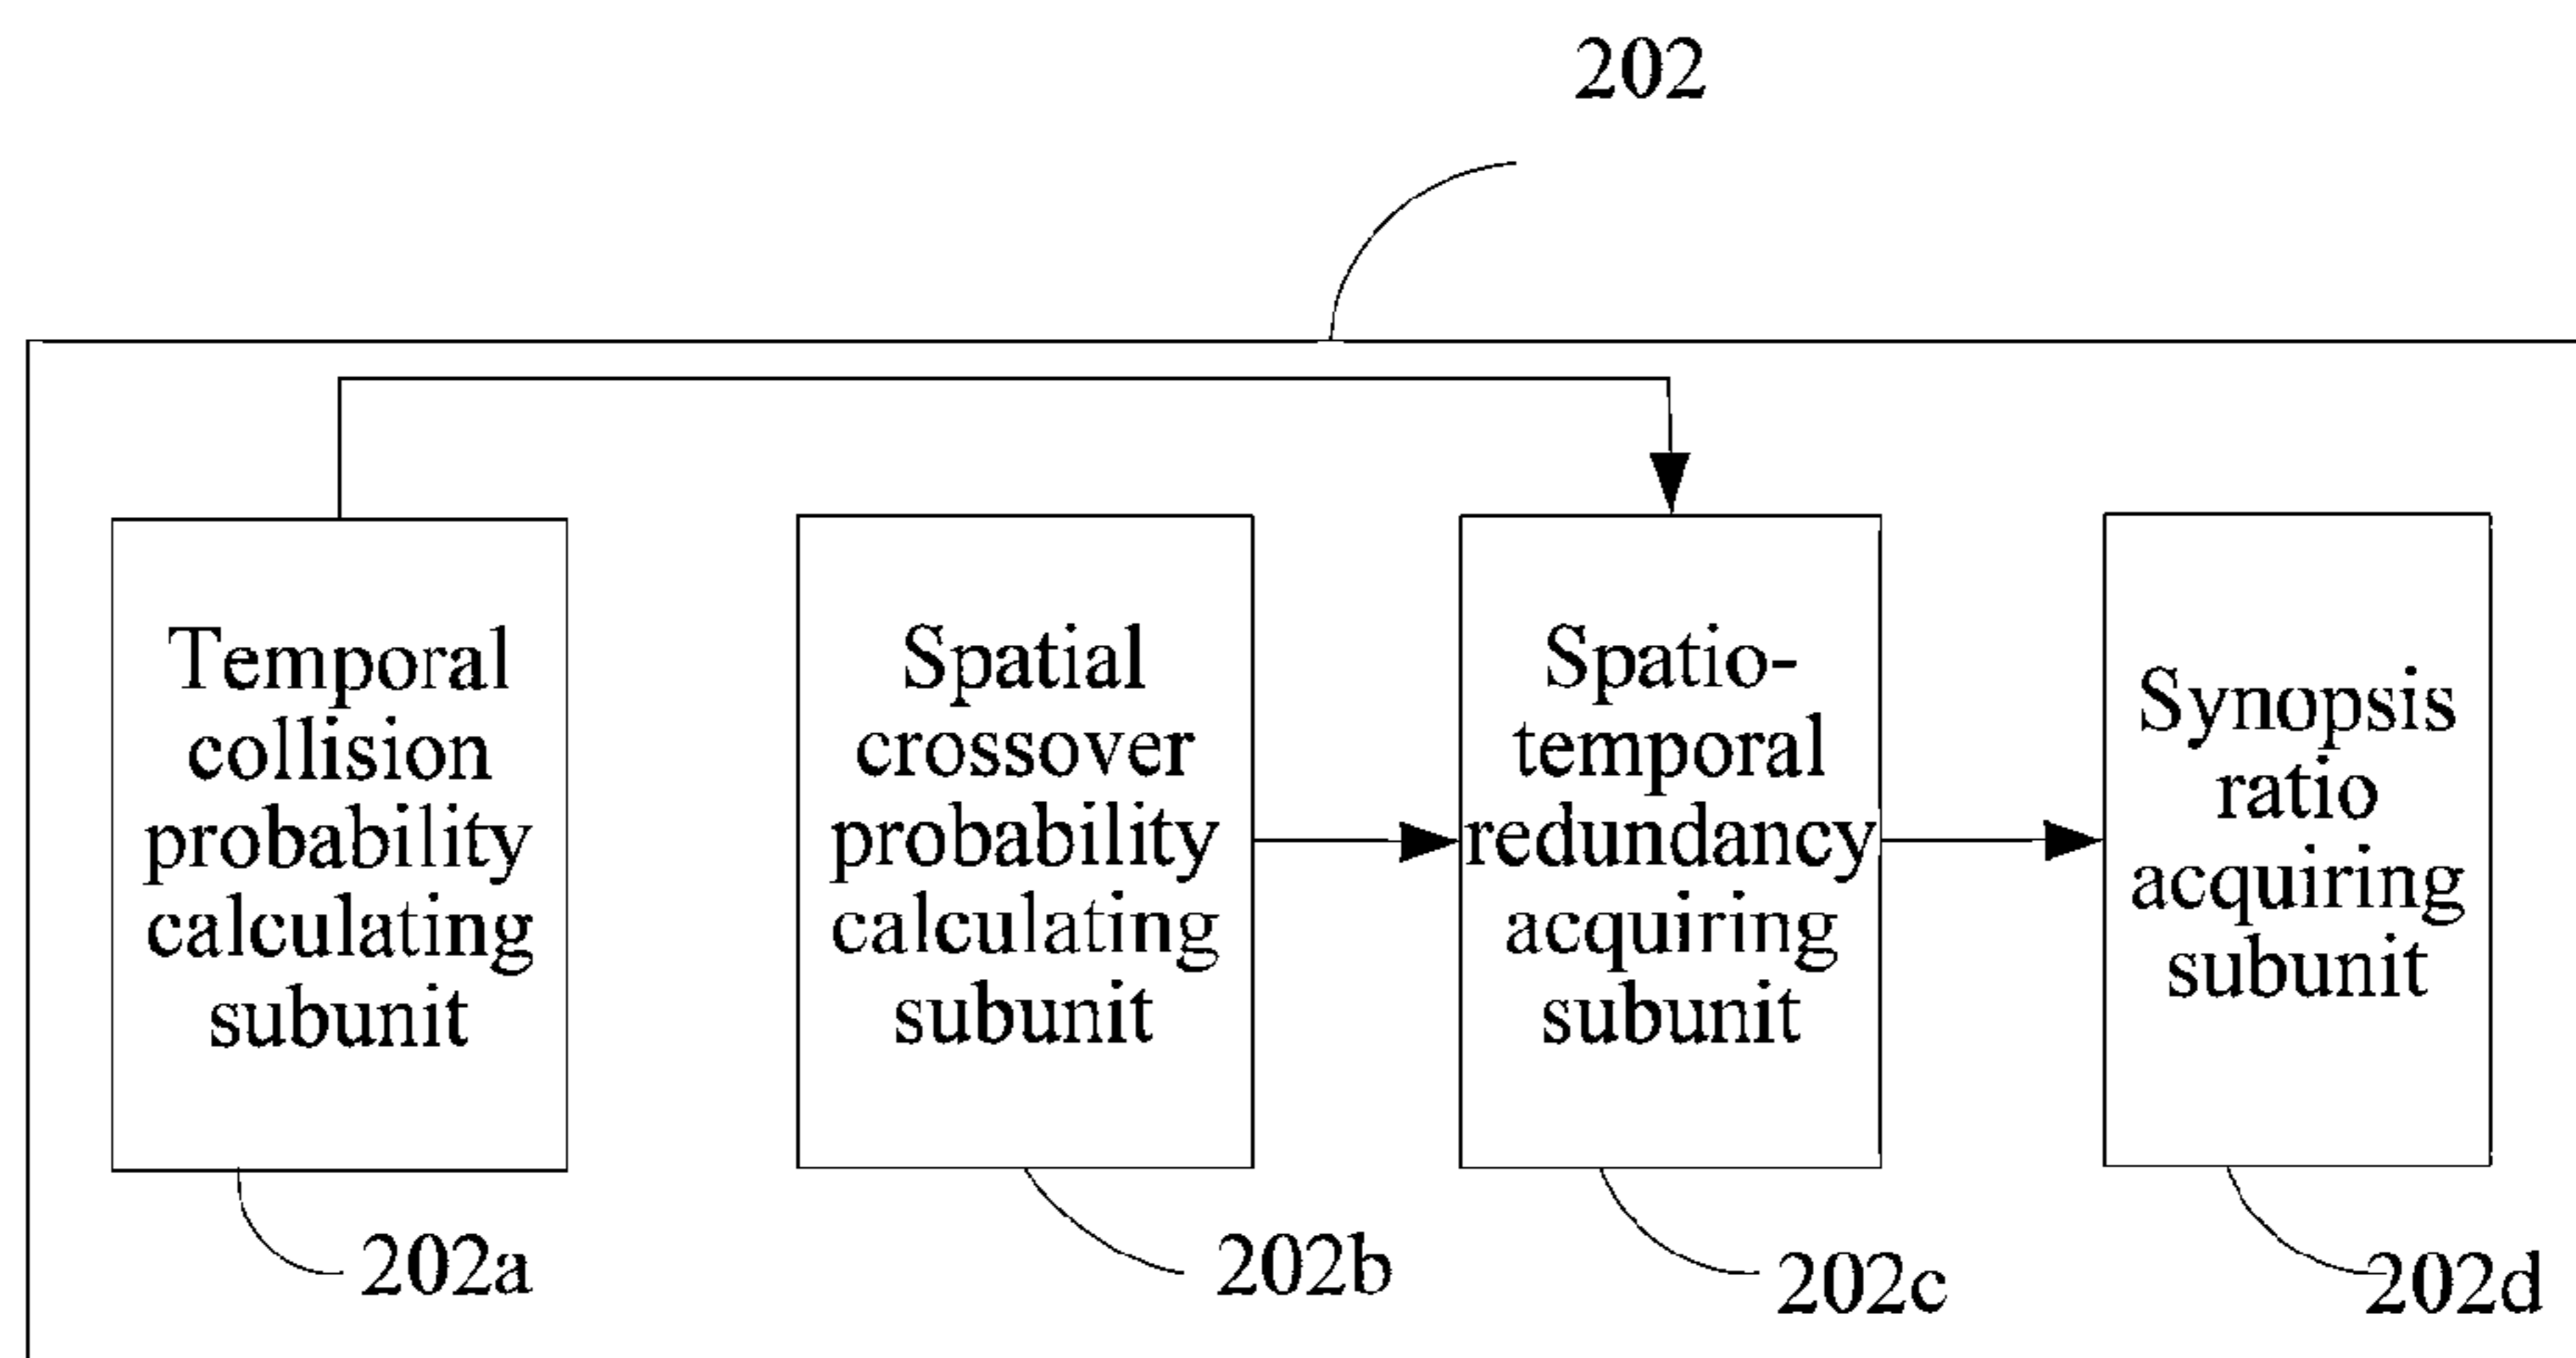 202
Temporal
collision
probability
calculating
subunit
202a
Spatial
crossover
probability
calculating
subunit
202b
Spatio-
temporal
redundancy
acquiring
subunit
202c
Synopsis
ratio
acquiring
subunit
202d